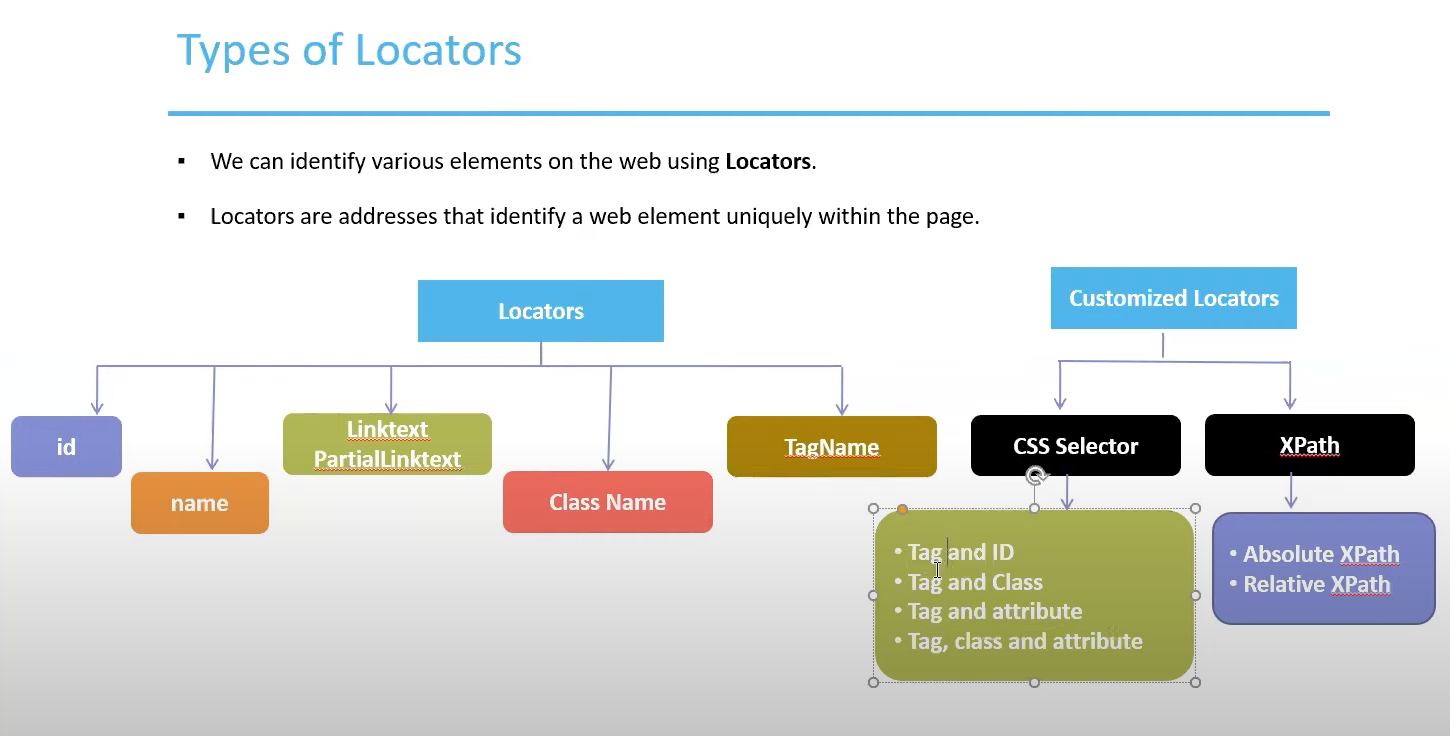 Types of Locators
▪ We can identify various elements on the web using Locators.
▪ Locators are addresses that identify a web element uniquely within the page.
Locators
Customized Locators
id
name
Linktext
PartialLinktext
Class Name
TagName
CSS Selector
XPath
• Tag and ID
• Tag and Class
• Tag and attribute
• Tag, class and attribute
• Absolute XPath
• Relative XPath